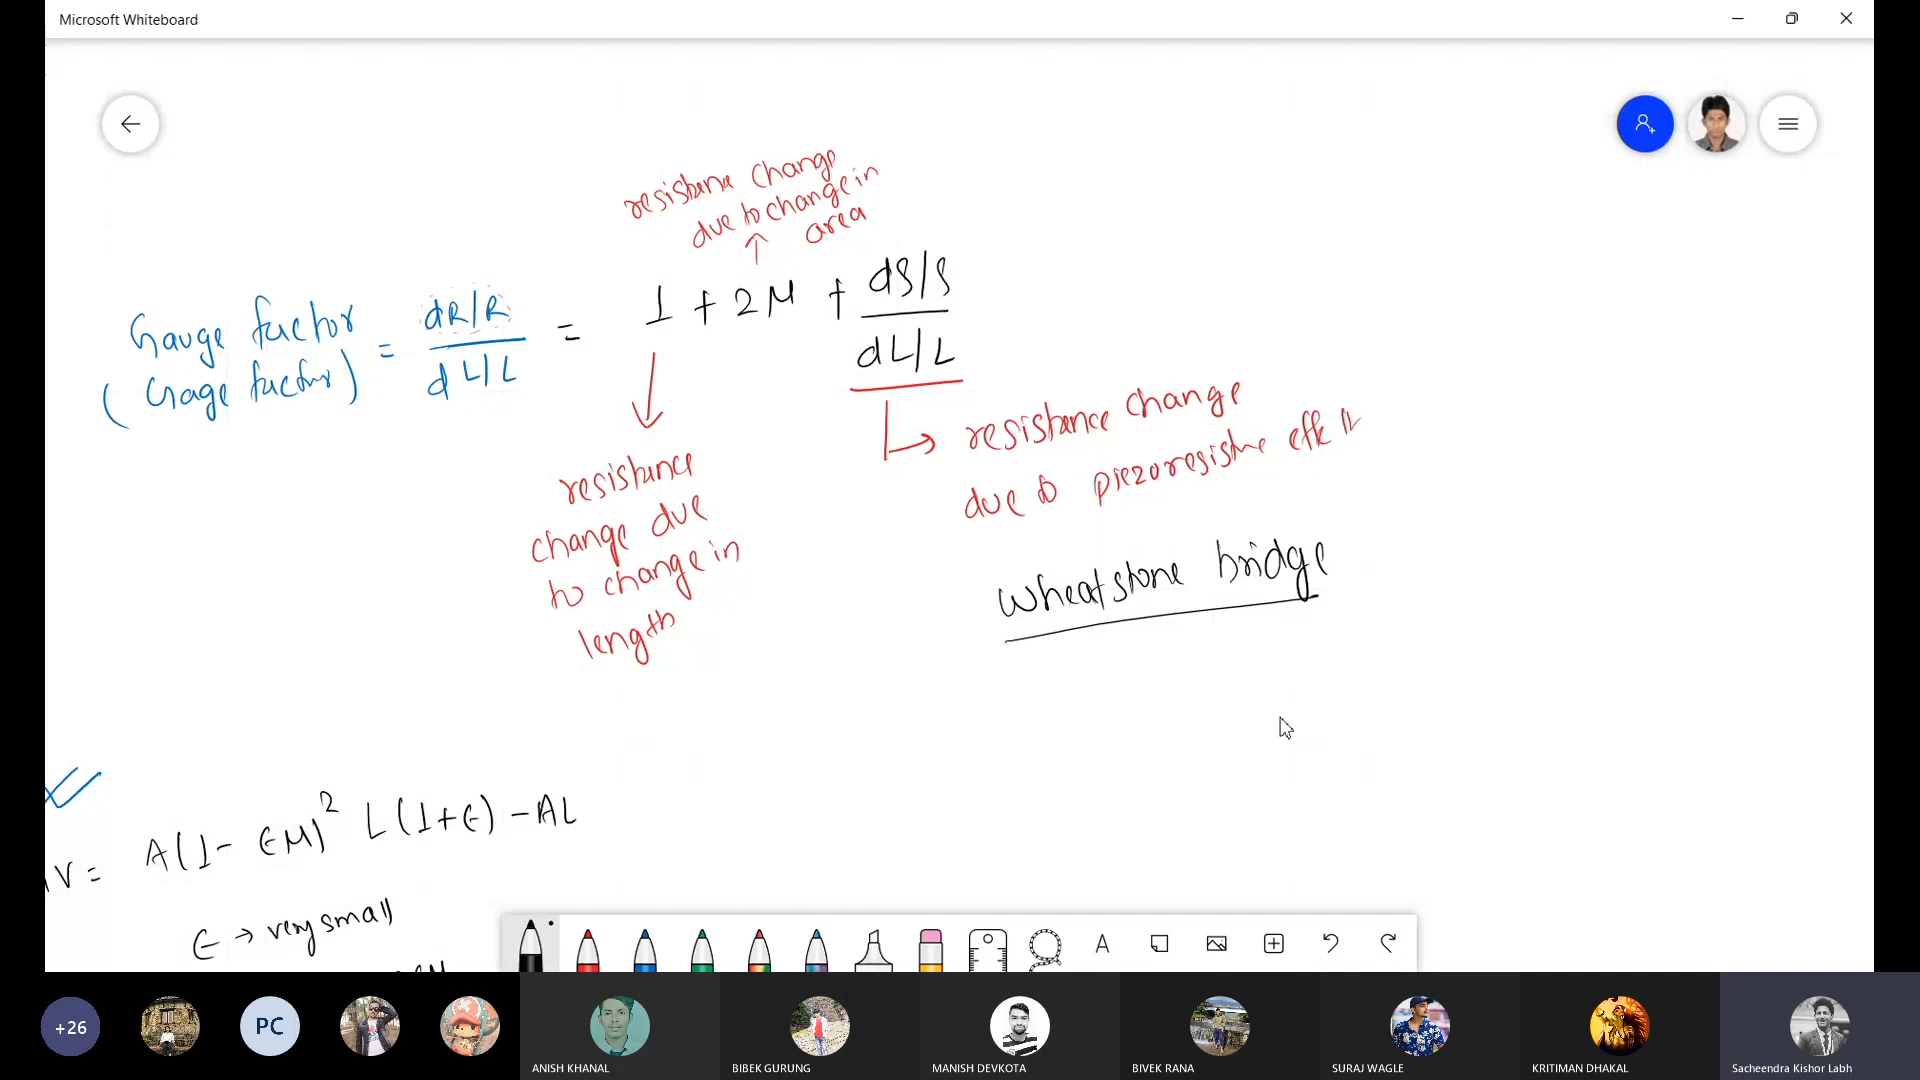 Microsoft Whiteboard
resistance change
due to change in
area
Gauge factor
(Gage factor)
= dR/R
dL/L
= 1 + 2μ + dρ/ρ
dL/L
resistance
change due
to change in
length
resistance change
due to piezoresistive effect
Wheatstone bridge
V = A(1 - ϵμ)² L(1+ϵ) - AL
ϵ → very small
A
+26
PC
ANISH KHANAL
BIBEK GURUNG
MANISH DEVKOTA
BIVEK RANA
SURAJ WAGLE
KRITIMAN DHAKAL
Sacheendra Kishor Labh